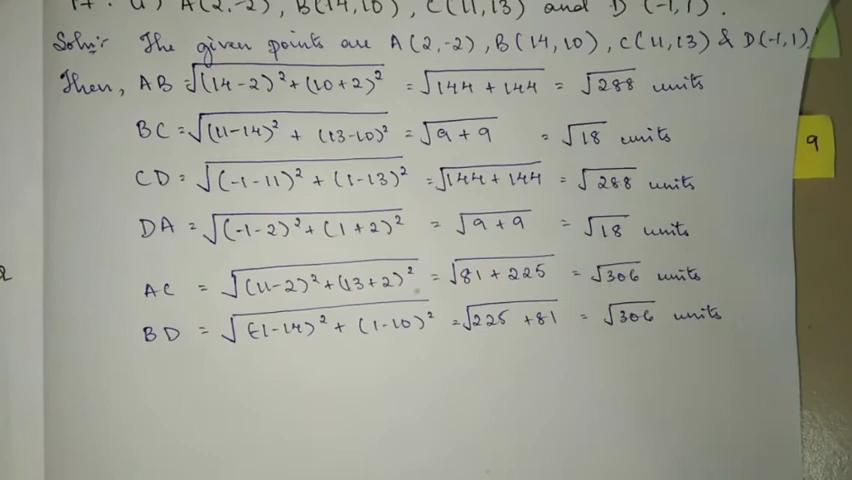 17. (i) A(2,-2), B(14,10), C(11,13) and D (-1,1).
Soln:- The given points are A(2,-2), B(14,10), C(11,13) & D(-1,1).
Then, AB = √(14-2)² + (10+2)² = √144 + 144 = √288 units
BC = √(11-14)² + (13-10)² = √9 + 9 = √18 units
CD = √(-1-11)² + (1-13)² = √144 + 144 = √288 units
DA = √(-1-2)² + (1+2)² = √9 + 9 = √18 units
AC = √(11-2)² + (13+2)² = √81 + 225 = √306 units
BD = √(-1-14)² + (1-10)² = √225 + 81 = √306 units
9